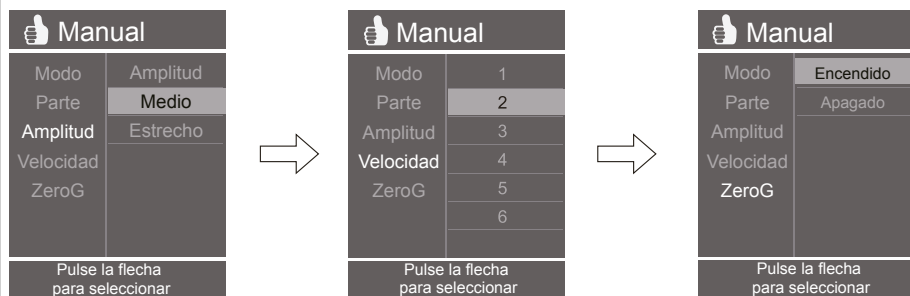 Manual
Modo
Parte
Amplitud
Velocidad
ZeroG
Amplitud
Medio
Estrecho
Pulse la flecha
para seleccionar
Manual
Modo
Parte
Amplitud
Velocidad
ZeroG
1
2
3
4
5
6
Pulse la flecha
para seleccionar
Manual
Modo
Parte
Amplitud
Velocidad
ZeroG
Encendido
Apagado
Pulse la flecha
para seleccionar